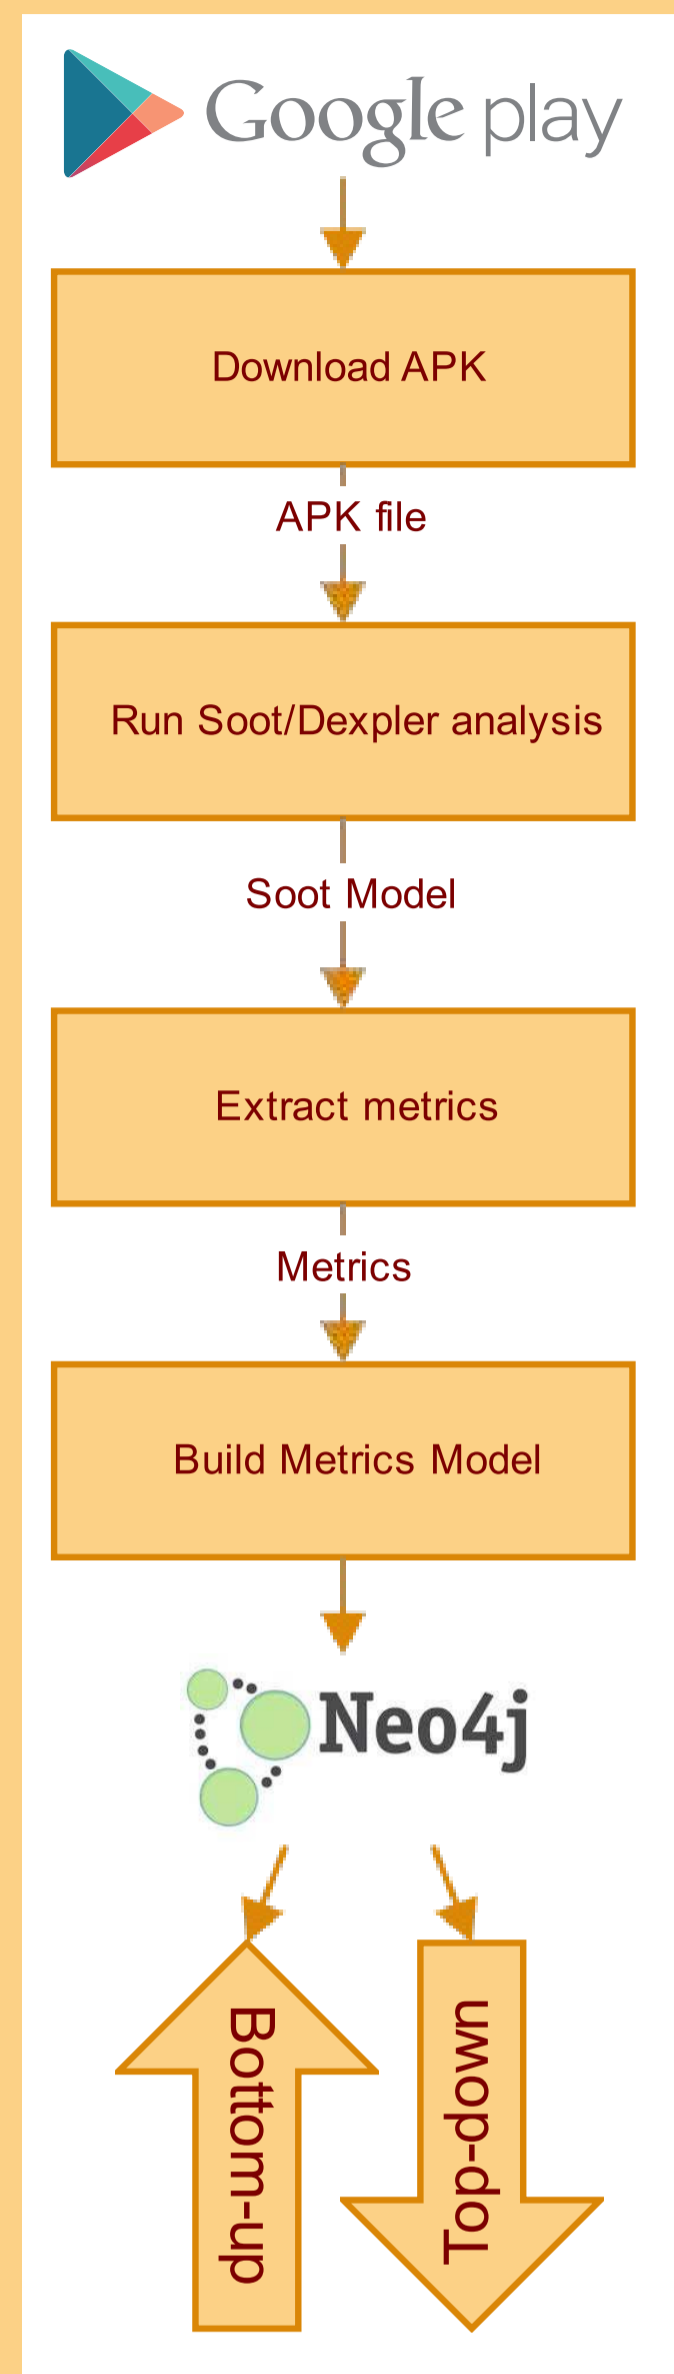 Google play
Download APK
APK file
Run Soot/Dexpler analysis
Soot Model
Extract metrics
Metrics
Build Metrics Model
Neo4j
Bottom-up
Top-down